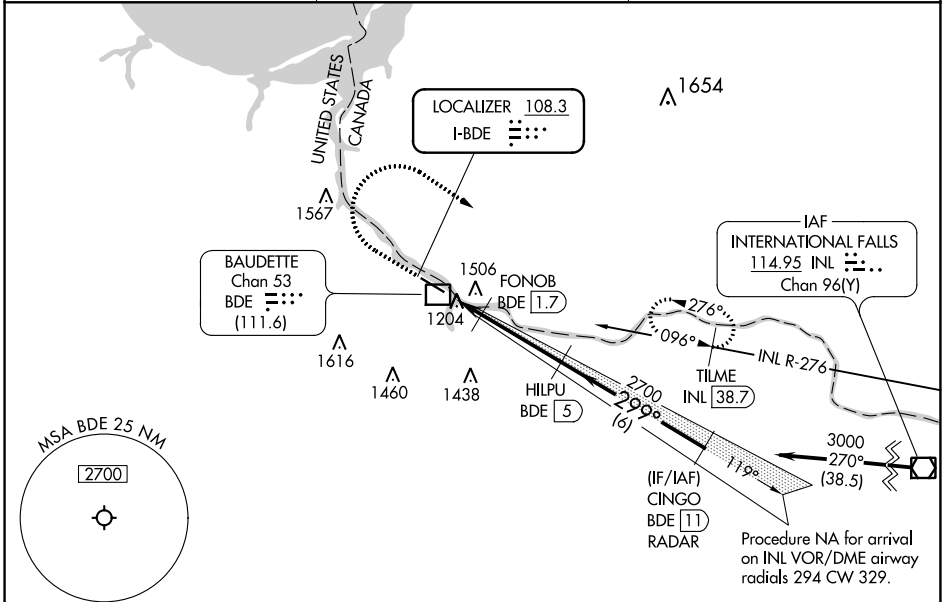 1654
UNITED STATES
CANADA
LOCALIZER 108.3
I-BDE
1567
IAF
INTERNATIONAL FALLS
114.95 INL
Chan 96(Y)
BAUDETTE
Chan 53
BDE
(111.6)
1506
FONOB
BDE 1.7
1204
276°
096°
INL R-276
TILME
INL 38.7
1616
1460
1438
HILPU
BDE 5
2700
299°
(6)
119°
3000
270°
(38.5)
MSA BDE 25 NM
2700
(IF/IAF)
CINGO
BDE 11
RADAR
Procedure NA for arrival
on INL VOR/DME airway
radials 294 CW 329.